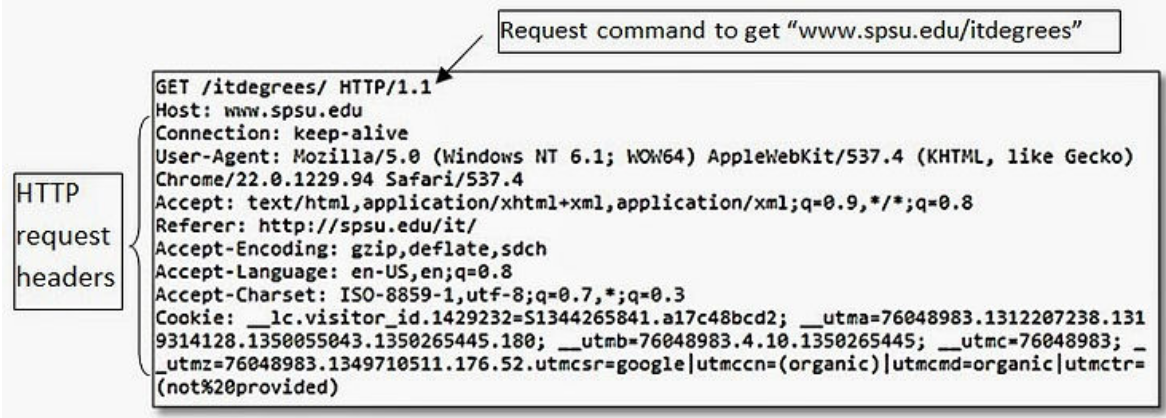 Request command to get “www.spsu.edu/itdegrees”
GET /itdegrees/ HTTP/1.1
Host: www.spsu.edu
Connection: keep-alive
User-Agent: Mozilla/5.0 (Windows NT 6.1; WOW64) AppleWebKit/537.4 (KHTML, like Gecko)
Chrome/22.0.1229.94 Safari/537.4
Accept: text/html,application/xhtml+xml,application/xml;q=0.9,*/*;q=0.8
Referer: http://spsu.edu/it/
Accept-Encoding: gzip,deflate,sdch
Accept-Language: en-US,en;q=0.8
Accept-Charset: ISO-8859-1,utf-8;q=0.7,*;q=0.3
Cookie: __lc.visitor_id.1429232=S1344265841.a17c48bcd2; __utma=76048983.1312207238.131
9314128.1350055043.1350265445.180; __utmb=76048983.4.10.1350265445; __utmc=76048983; _
_utmz=76048983.1349710511.176.52.utmcsr=google|utmccn=(organic)|utmcmd=organic|utmctr=
(not%20provided)
HTTP
request
headers